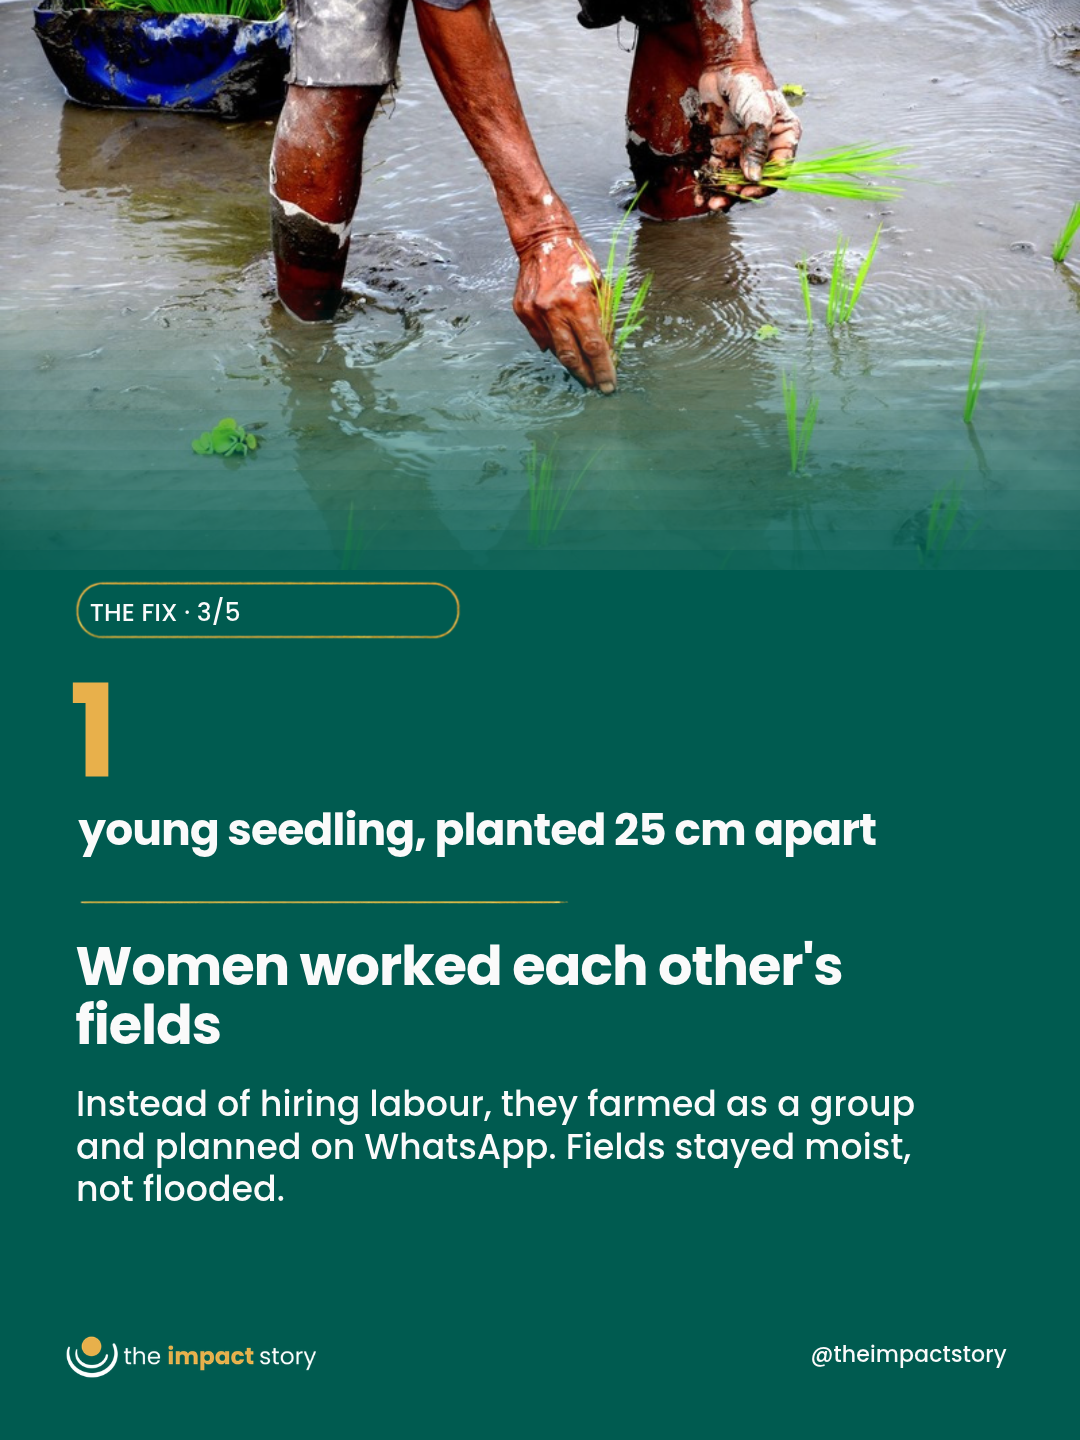 THE FIX · 3/5
1
young seedling, planted 25 cm apart
Women worked each other's
fields
Instead of hiring labour, they farmed as a group
and planned on WhatsApp. Fields stayed moist,
not flooded.
the impact story
@theimpactstory